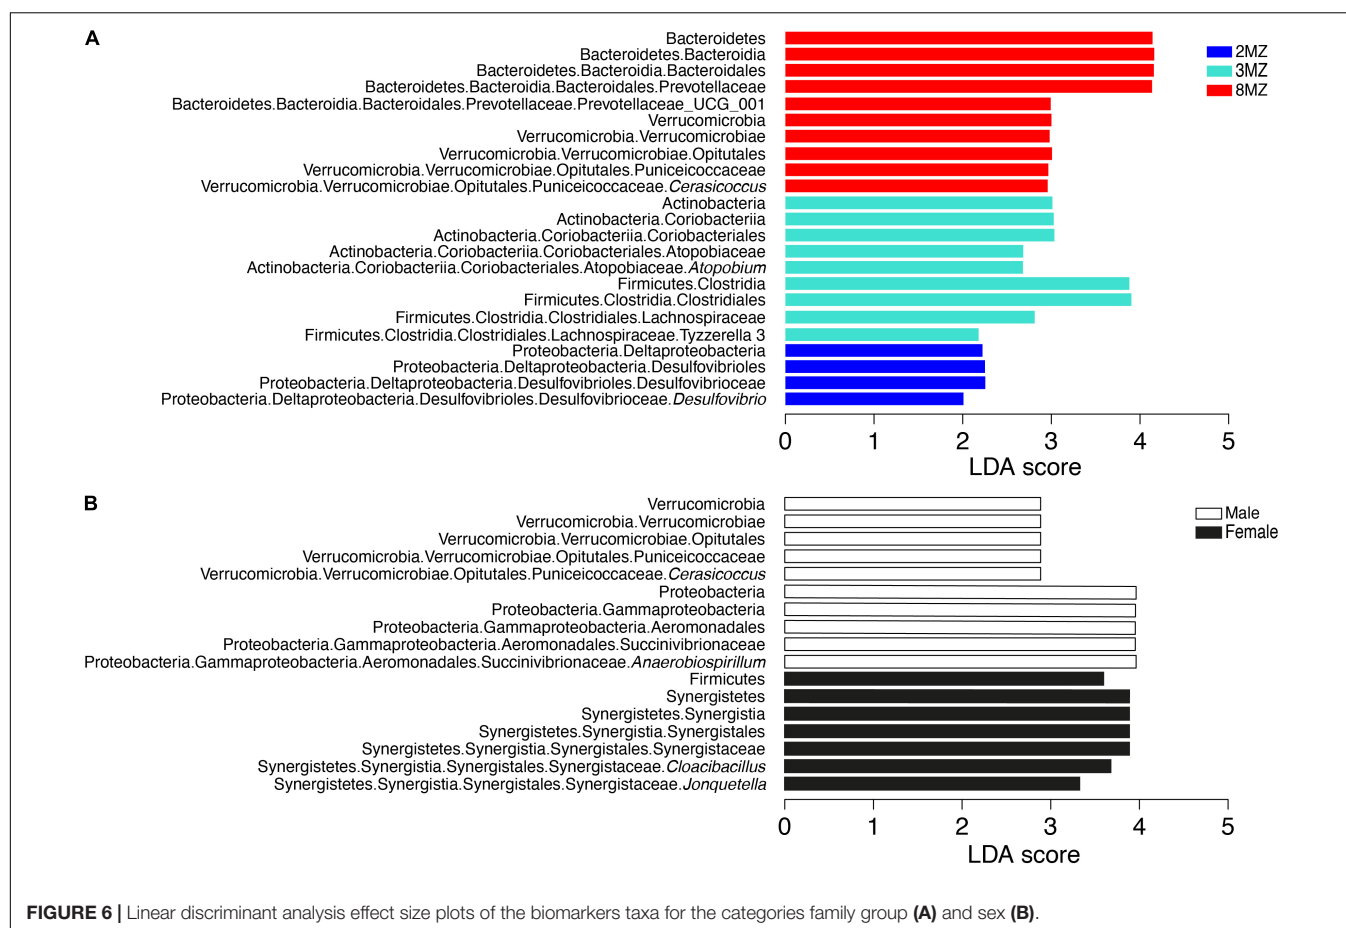 A
Bacteroidetes
Bacteroidetes.Bacteroidia
Bacteroidetes.Bacteroidia.Bacteroidales
Bacteroidetes.Bacteroidia.Bacteroidales.Prevotellaceae
Bacteroidetes.Bacteroidia.Bacteroidales.Prevotellaceae.Prevotellaceae_UCG_001
Verrucomicrobia
Verrucomicrobia.Verrucomicrobiae
Verrucomicrobia.Verrucomicrobiae.Opitutales
Verrucomicrobia.Verrucomicrobiae.Opitutales.Puniceicoccaceae
Verrucomicrobia.Verrucomicrobiae.Opitutales.Puniceicoccaceae.Cerasicoccus
Actinobacteria
Actinobacteria.Coriobacteriia
Actinobacteria.Coriobacteriia.Coriobacteriales
Actinobacteria.Coriobacteriia.Coriobacteriales.Atopobiaceae
Actinobacteria.Coriobacteriia.Coriobacteriales.Atopobiaceae.Atopobium
Firmicutes.Clostridia
Firmicutes.Clostridia.Clostridiales
Firmicutes.Clostridia.Clostridiales.Lachnospiraceae
Firmicutes.Clostridia.Clostridiales.Lachnospiraceae.Tyzzerella 3
Proteobacteria.Deltaproteobacteria
Proteobacteria.Deltaproteobacteria.Desulfovibrioles
Proteobacteria.Deltaproteobacteria.Desulfovibrioles.Desulfovibrioceae
Proteobacteria.Deltaproteobacteria.Desulfovibrioles.Desulfovibrioceae.Desulfovibrio
2MZ
3MZ
8MZ
0 1 2 3 4 5
LDA score
B
Verrucomicrobia
Verrucomicrobia.Verrucomicrobiae
Verrucomicrobia.Verrucomicrobiae.Opitutales
Verrucomicrobia.Verrucomicrobiae.Opitutales.Puniceicoccaceae
Verrucomicrobia.Verrucomicrobiae.Opitutales.Puniceicoccaceae.Cerasicoccus
Proteobacteria
Proteobacteria.Gammaproteobacteria
Proteobacteria.Gammaproteobacteria.Aeromonadales
Proteobacteria.Gammaproteobacteria.Aeromonadales.Succinivibrionaceae
Proteobacteria.Gammaproteobacteria.Aeromonadales.Succinivibrionaceae.Anaerobiospirillum
Firmicutes
Synergistetes
Synergistetes.Synergistia
Synergistetes.Synergistia.Synergistales
Synergistetes.Synergistia.Synergistales.Synergistaceae
Synergistetes.Synergistia.Synergistales.Synergistaceae.Cloacibacillus
Synergistetes.Synergistia.Synergistales.Synergistaceae.Jonquetella
Male
Female
0 1 2 3 4 5
LDA score
FIGURE 6 | Linear discriminant analysis effect size plots of the biomarkers taxa for the categories family group (A) and sex (B).